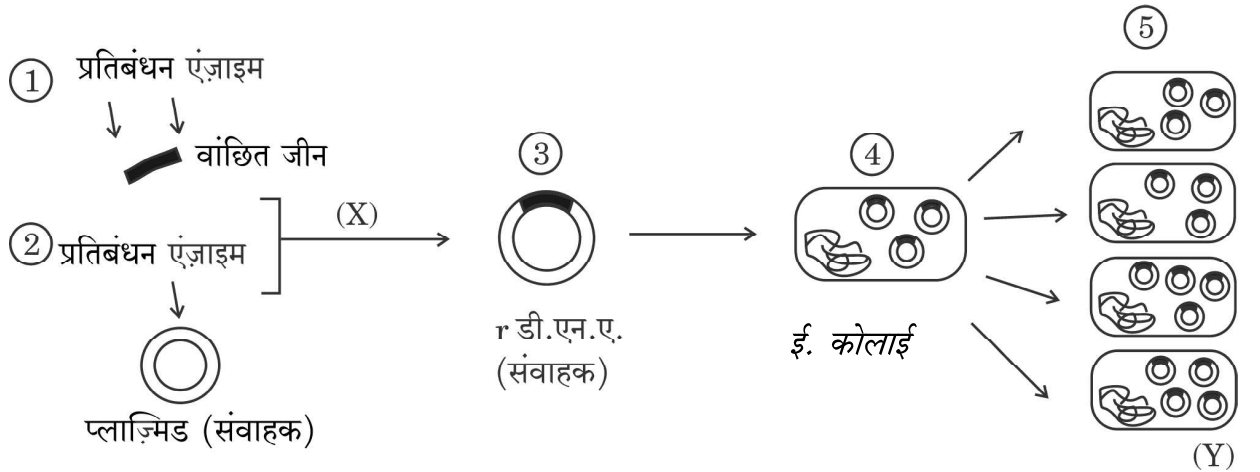 ①
प्रतिबंधन एंज़ाइम
वांछित जीन
②
प्रतिबंधन एंज़ाइम
प्लाज़्मिड (संवाहक)
(X)
③
r डी.एन.ए.
(संवाहक)
④
ई. कोलाई
⑤
(Y)